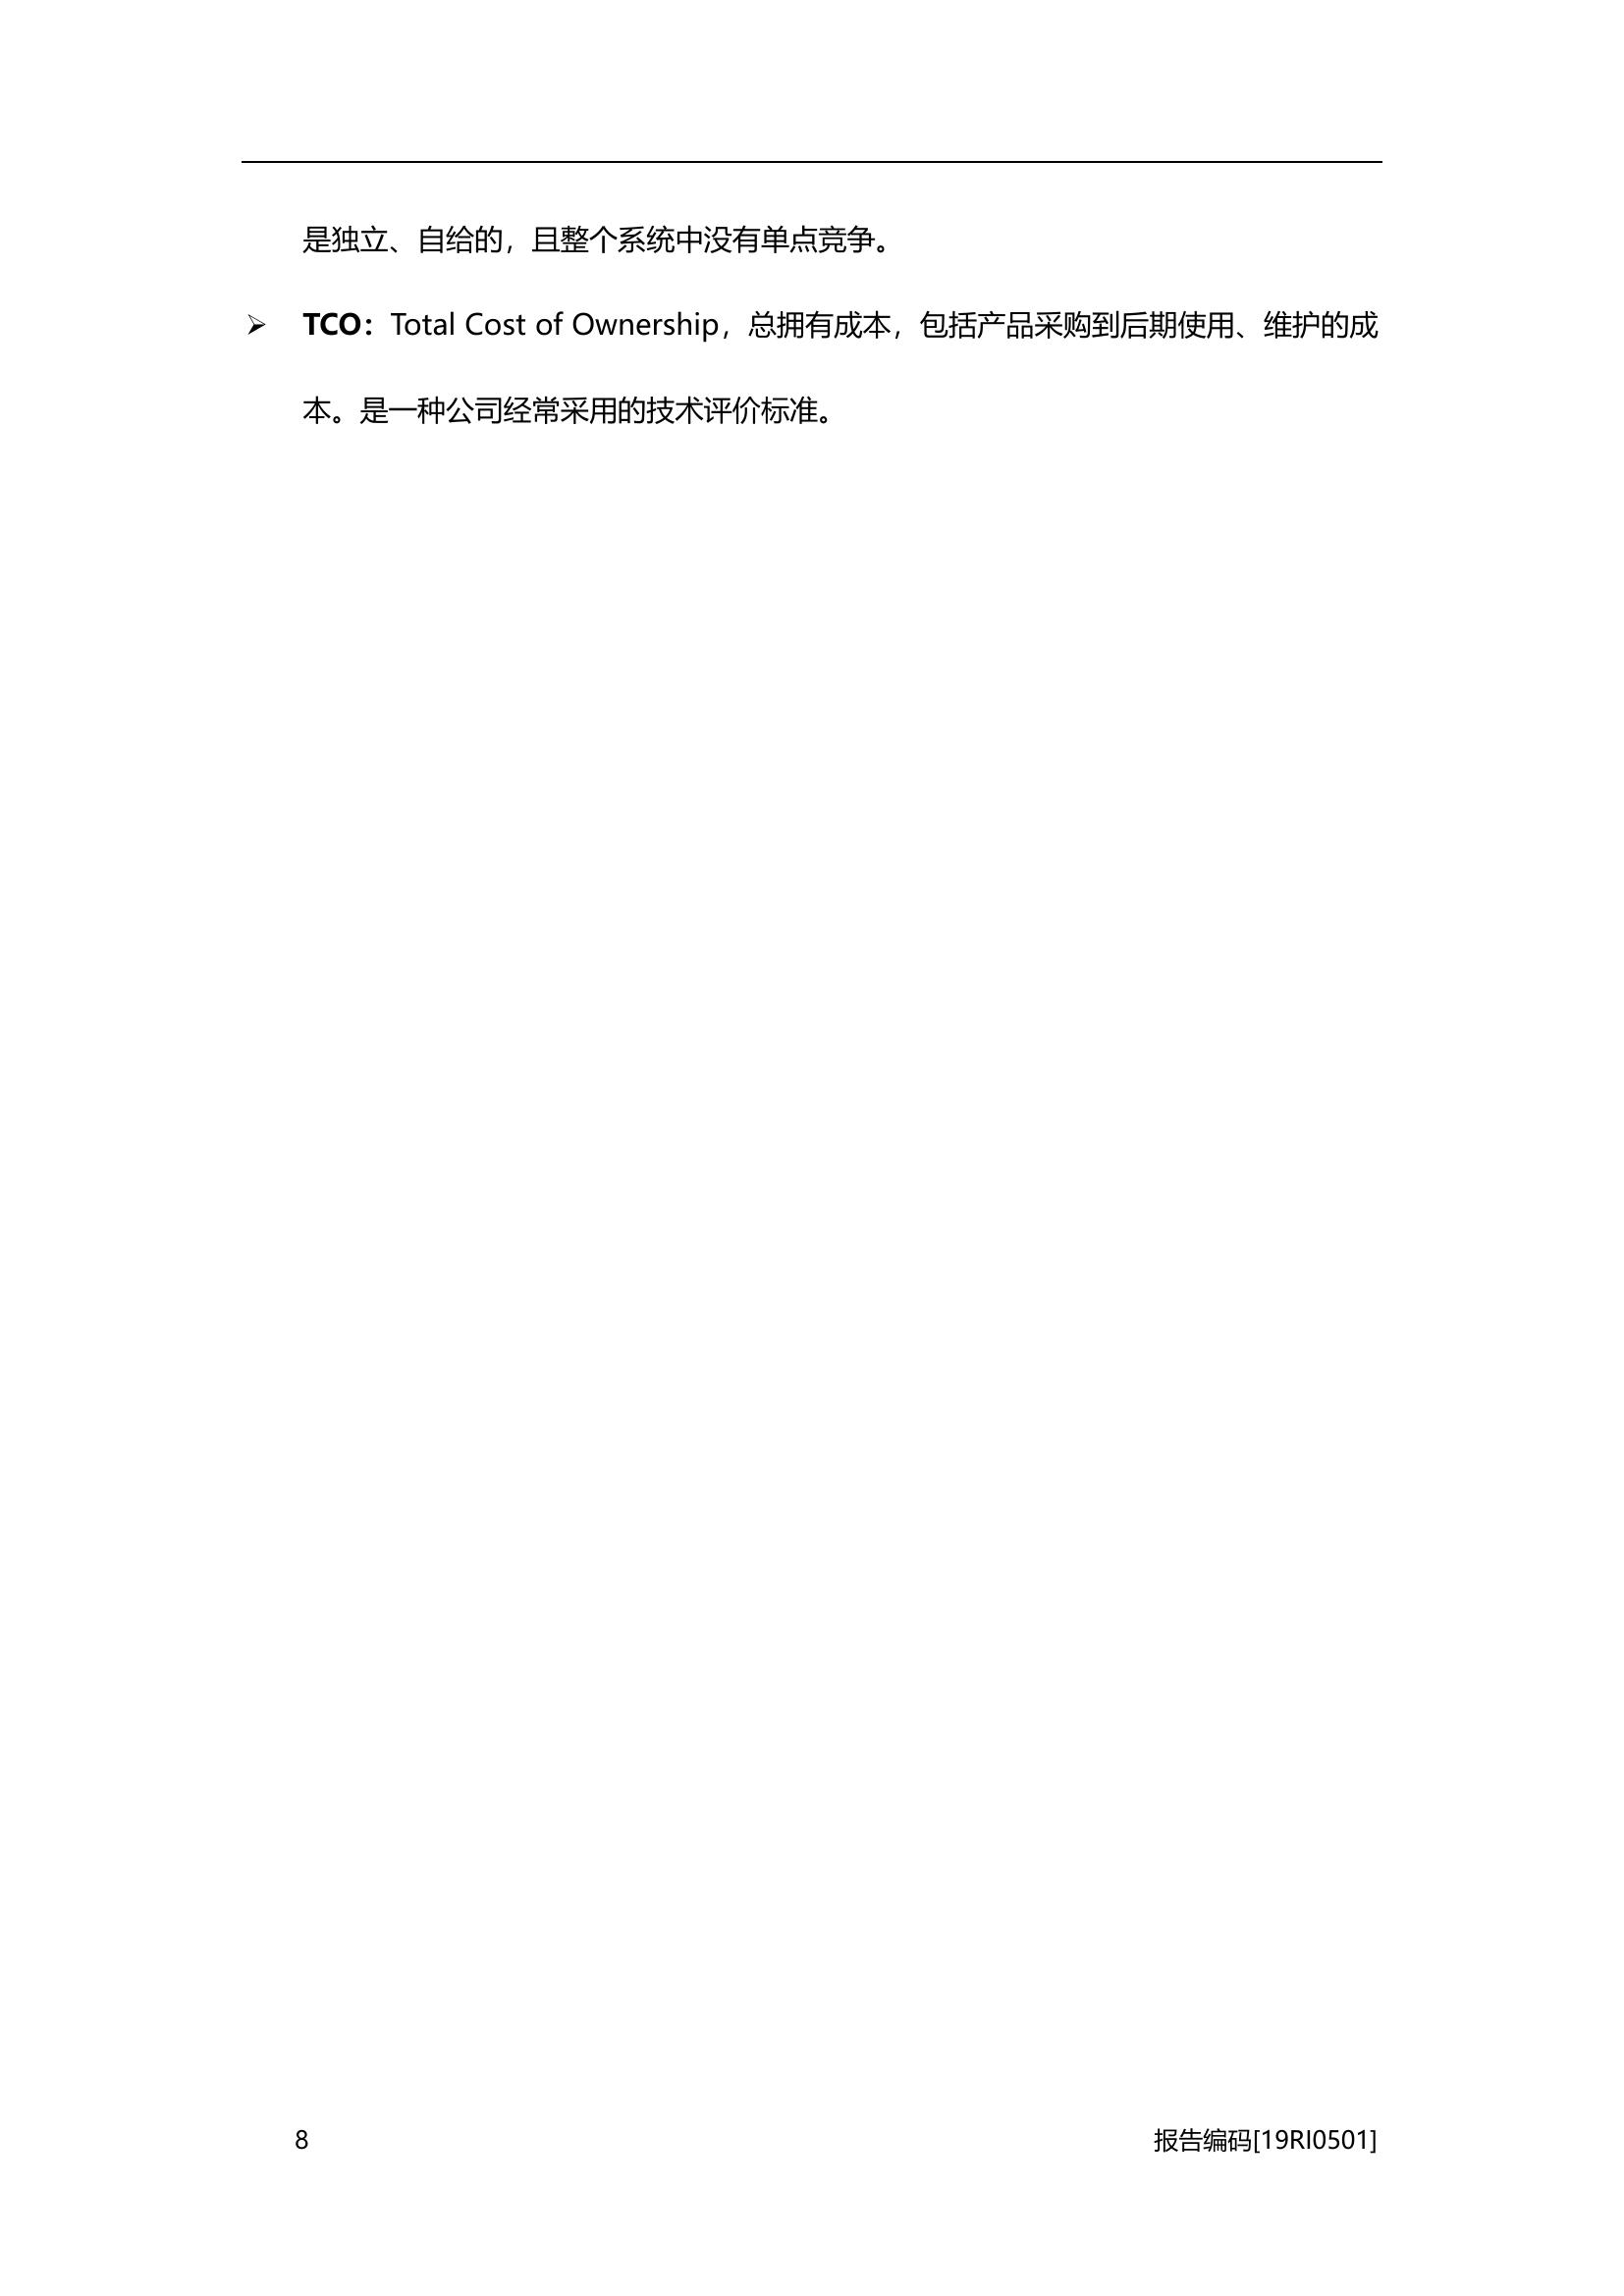 是独立、自给的，且整个系统中没有单点竞争。
➢ TCO：Total Cost of Ownership，总拥有成本，包括产品采购到后期使用、维护的成
本。是一种公司经常采用的技术评价标准。
8 报告编码[19RI0501]